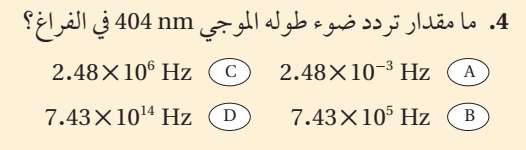 4. ما مقدار تردد ضوء طوله الموجي 404 nm في الفراغ؟
A 2.48×10⁻³ Hz C 2.48×10⁶ Hz
B 7.43×10⁵ Hz D 7.43×10¹⁴ Hz